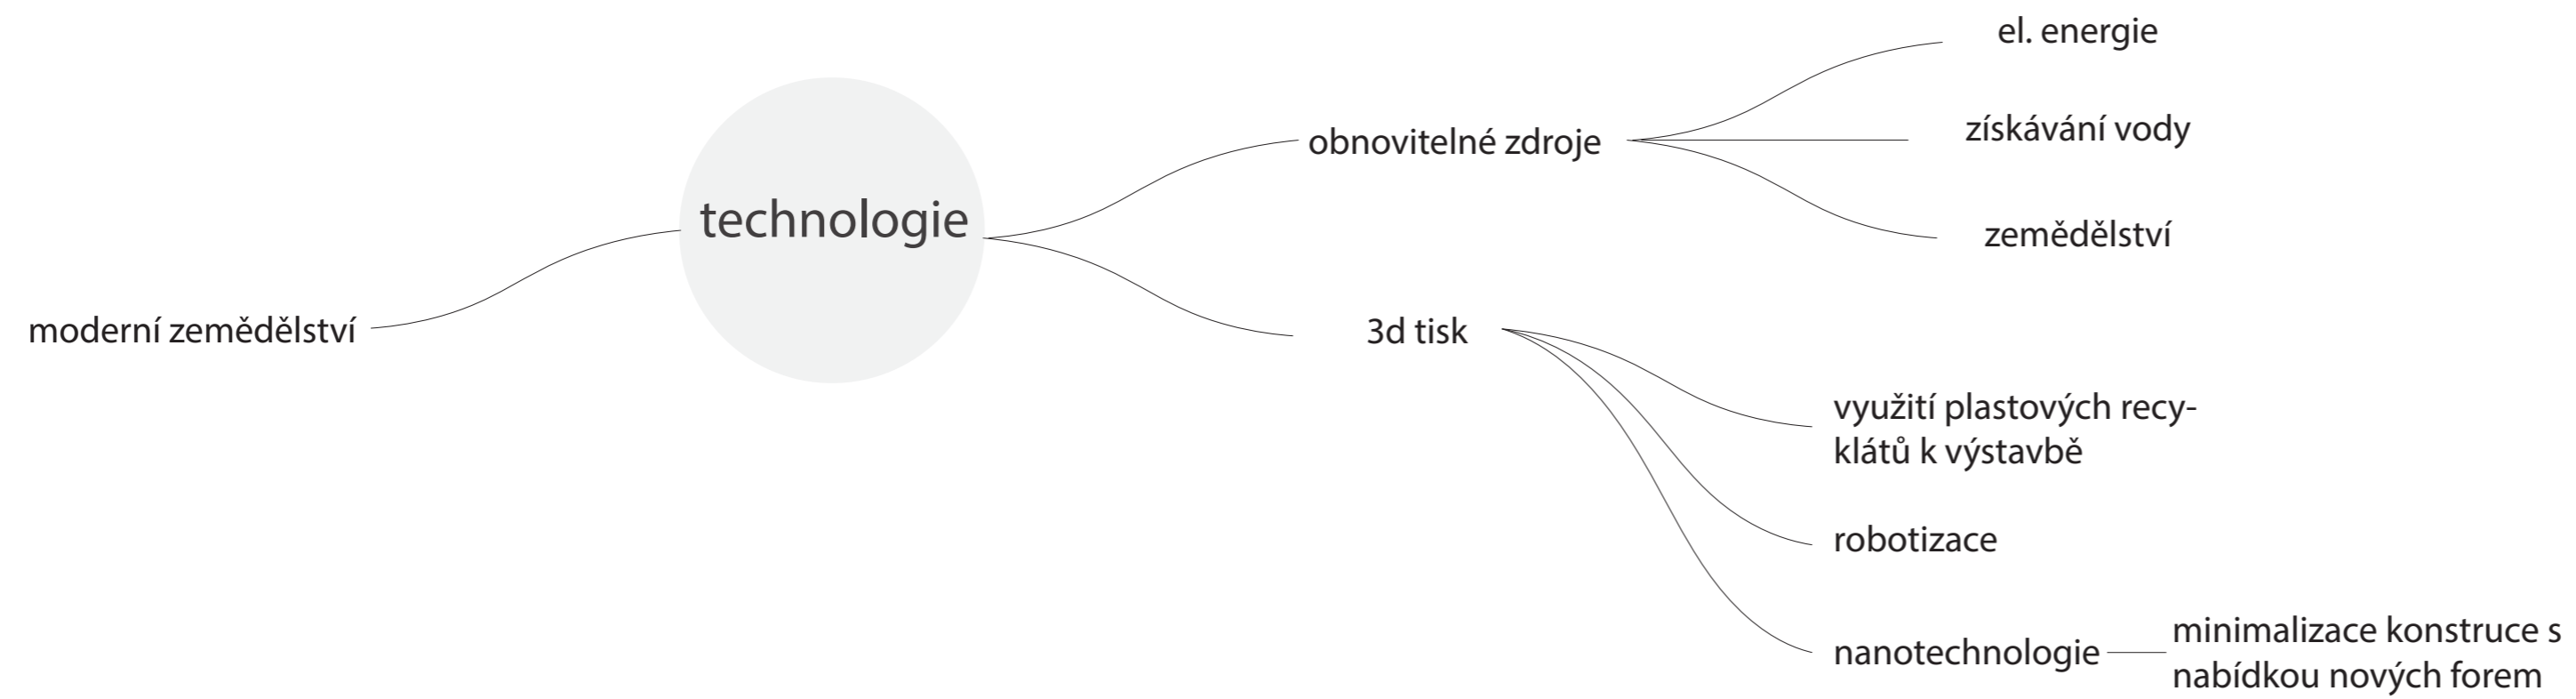 el. energie
získávání vody
obnovitelné zdroje
technologie
zemědělství
moderní zemědělství
3d tisk
využití plastových recy-
klátů k výstavbě
robotizace
nanotechnologie
minimalizace konstruce s
nabídkou nových forem